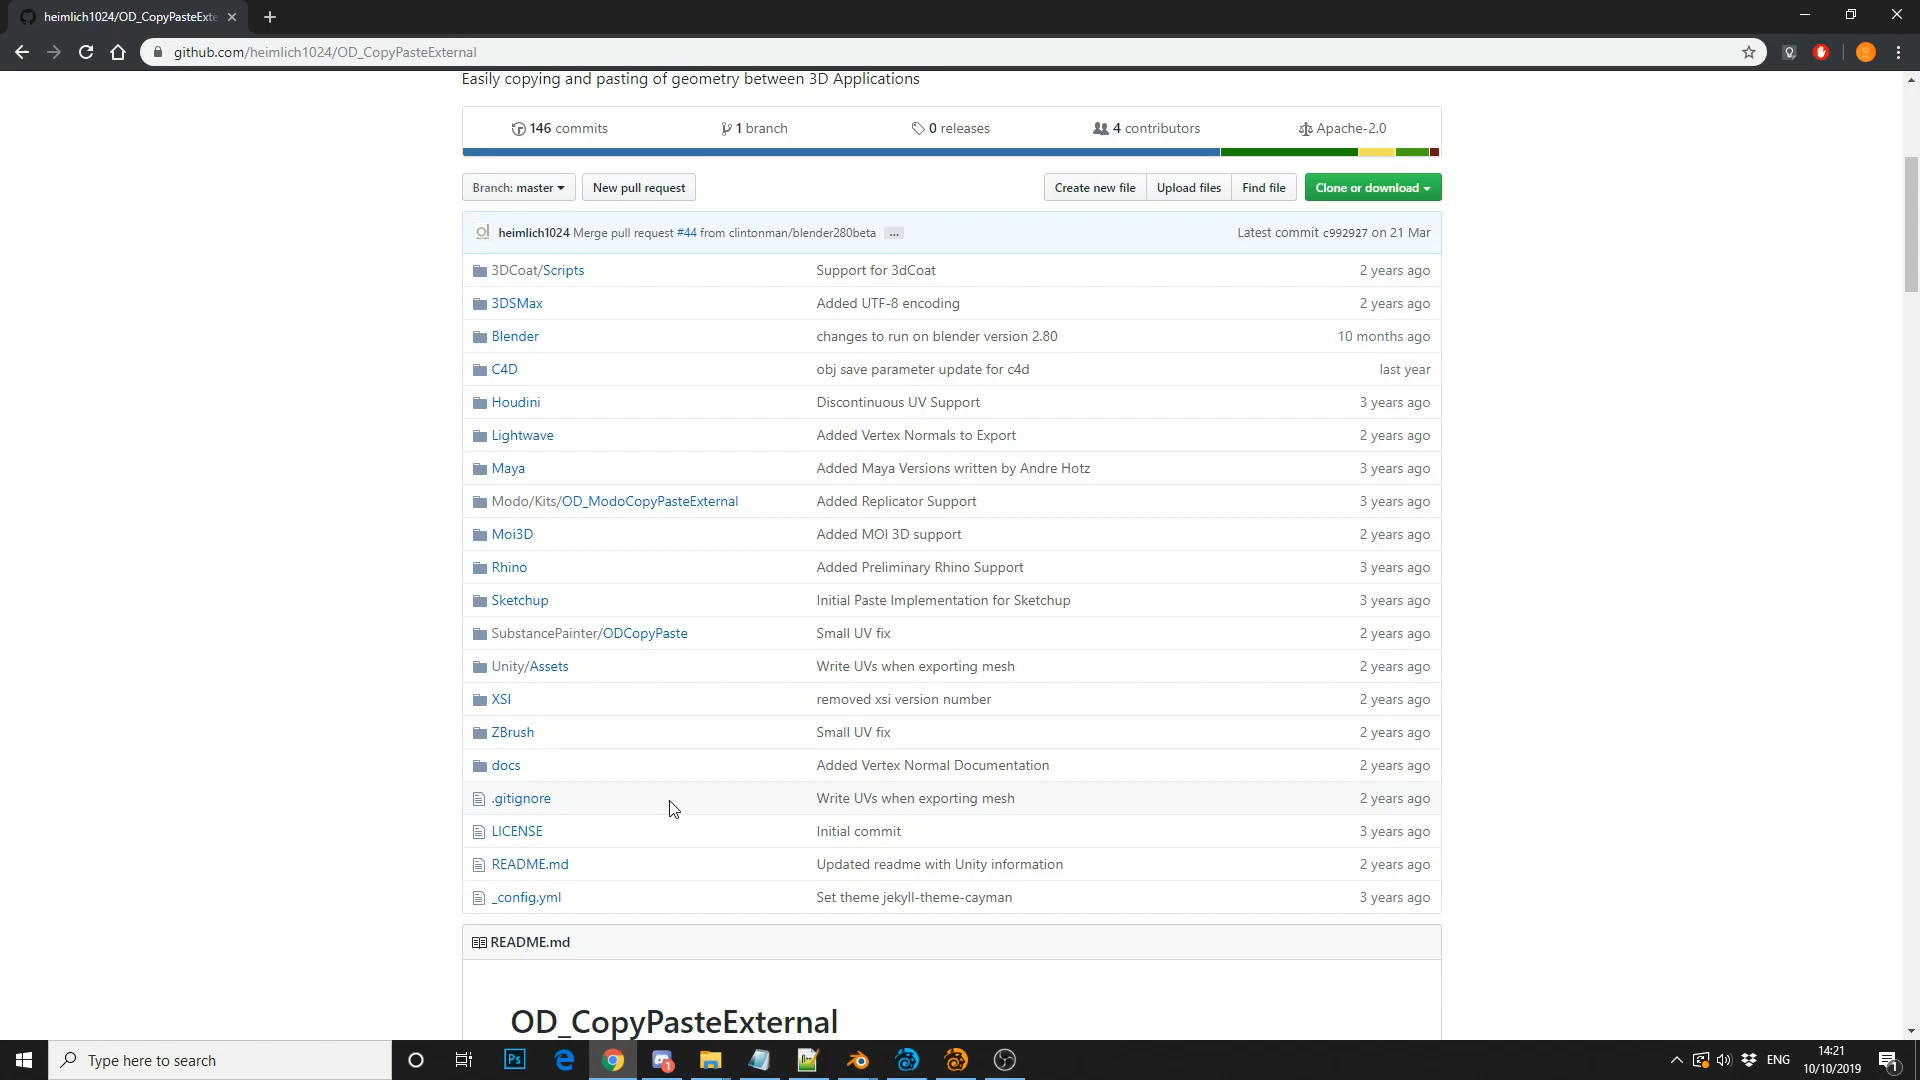 heimlich1024/OD_CopyPasteExte
github.com/heimlich1024/OD_CopyPasteExternal
Easily copying and pasting of geometry between 3D Applications
146 commits 1 branch 0 releases 4 contributors Apache-2.0
Branch: master New pull request Create new file Upload files Find file Clone or download
heimlich1024 Merge pull request #44 from clintonman/blender280beta ... Latest commit c992927 on 21 Mar
3DCoat/Scripts Support for 3dCoat 2 years ago
3DSMax Added UTF-8 encoding 2 years ago
Blender changes to run on blender version 2.80 10 months ago
C4D obj save parameter update for c4d last year
Houdini Discontinuous UV Support 3 years ago
Lightwave Added Vertex Normals to Export 2 years ago
Maya Added Maya Versions written by Andre Hotz 3 years ago
Modo/Kits/OD_ModoCopyPasteExternal Added Replicator Support 3 years ago
Moi3D Added MOI 3D support 2 years ago
Rhino Added Preliminary Rhino Support 3 years ago
Sketchup Initial Paste Implementation for Sketchup 3 years ago
SubstancePainter/ODCopyPaste Small UV fix 2 years ago
Unity/Assets Write UVs when exporting mesh 2 years ago
XSI removed xsi version number 2 years ago
ZBrush Small UV fix 2 years ago
docs Added Vertex Normal Documentation 2 years ago
.gitignore Write UVs when exporting mesh 2 years ago
LICENSE Initial commit 3 years ago
README.md Updated readme with Unity information 2 years ago
_config.yml Set theme jekyll-theme-cayman 3 years ago
README.md
OD_CopyPasteExternal
Type here to search Ps 1 ENG 14:21 1
10/10/2019